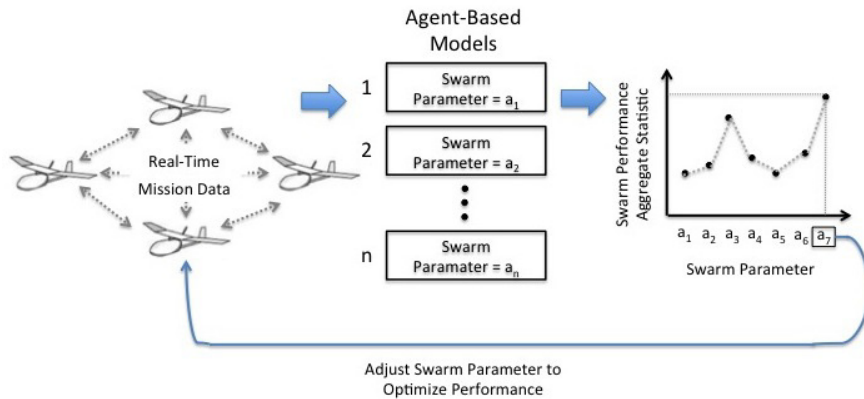 Agent-Based
Models
Real-Time
Mission Data
1
Swarm
Parameter = a₁
2
Swarm
Parameter = a₂
n
Swarm
Paramater = aₙ
Swarm Performance
Aggregate Statistic
a₁ a₂ a₃ a₄ a₅ a₆ a₇
Swarm Parameter
Adjust Swarm Parameter to
Optimize Performance